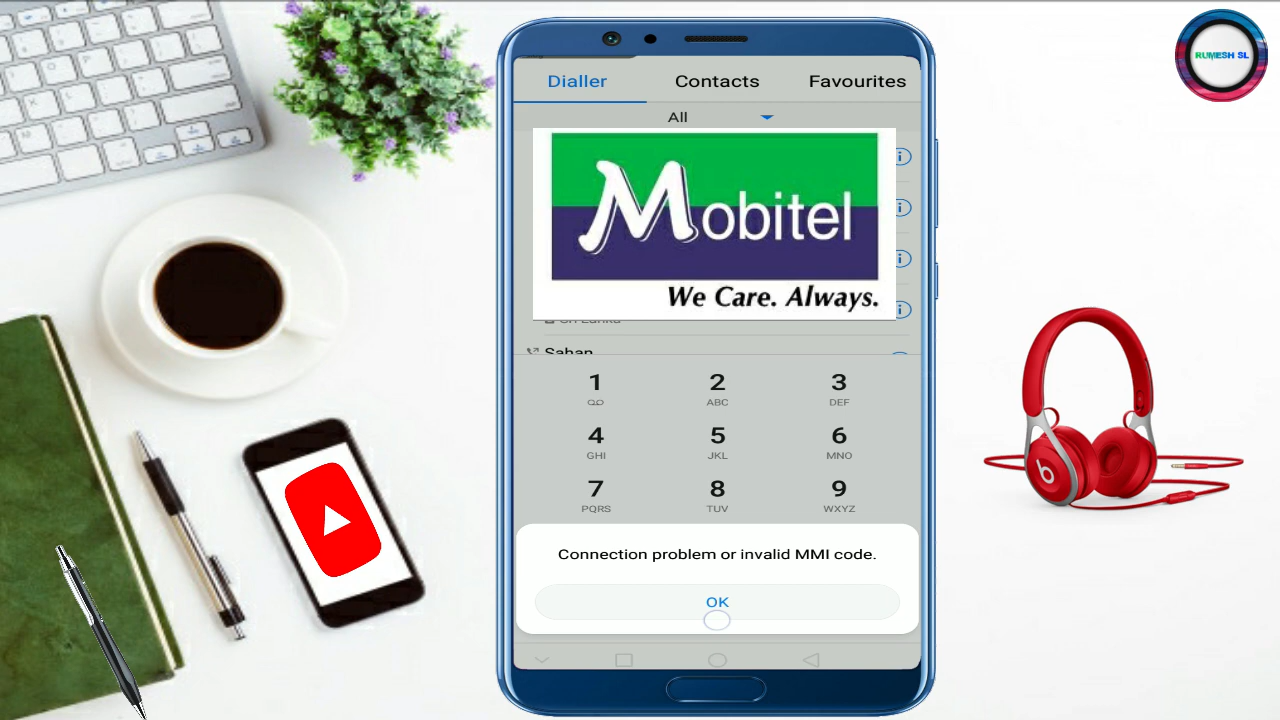 RUMESH SL
Dialler
Contacts
Favourites
All
Mobitel
We Care. Always.
Sahan
1
2
ABC
3
DEF
4
GHI
5
JKL
6
MNO
7
PQRS
8
TUV
9
WXYZ
Connection problem or invalid MMI code.
OK